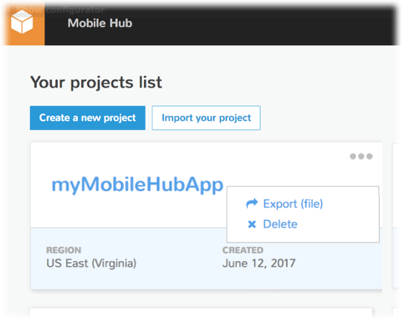 Mobile Hub
Your projects list
Create a new project
Import your project
myMobileHubApp
Export (file)
Delete
REGION
US East (Virginia)
CREATED
June 12, 2017